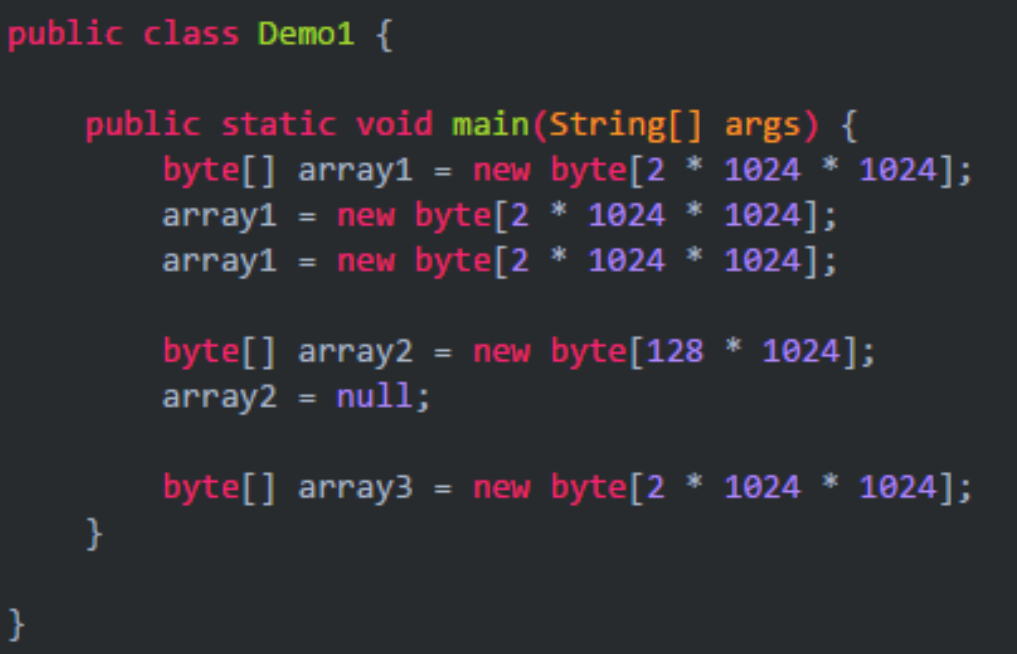 public class Demo1 {
    public static void main(String[] args) {
        byte[] array1 = new byte[2 * 1024 * 1024];
        array1 = new byte[2 * 1024 * 1024];
        array1 = new byte[2 * 1024 * 1024];
        byte[] array2 = new byte[128 * 1024];
        array2 = null;
        byte[] array3 = new byte[2 * 1024 * 1024];
    }
}